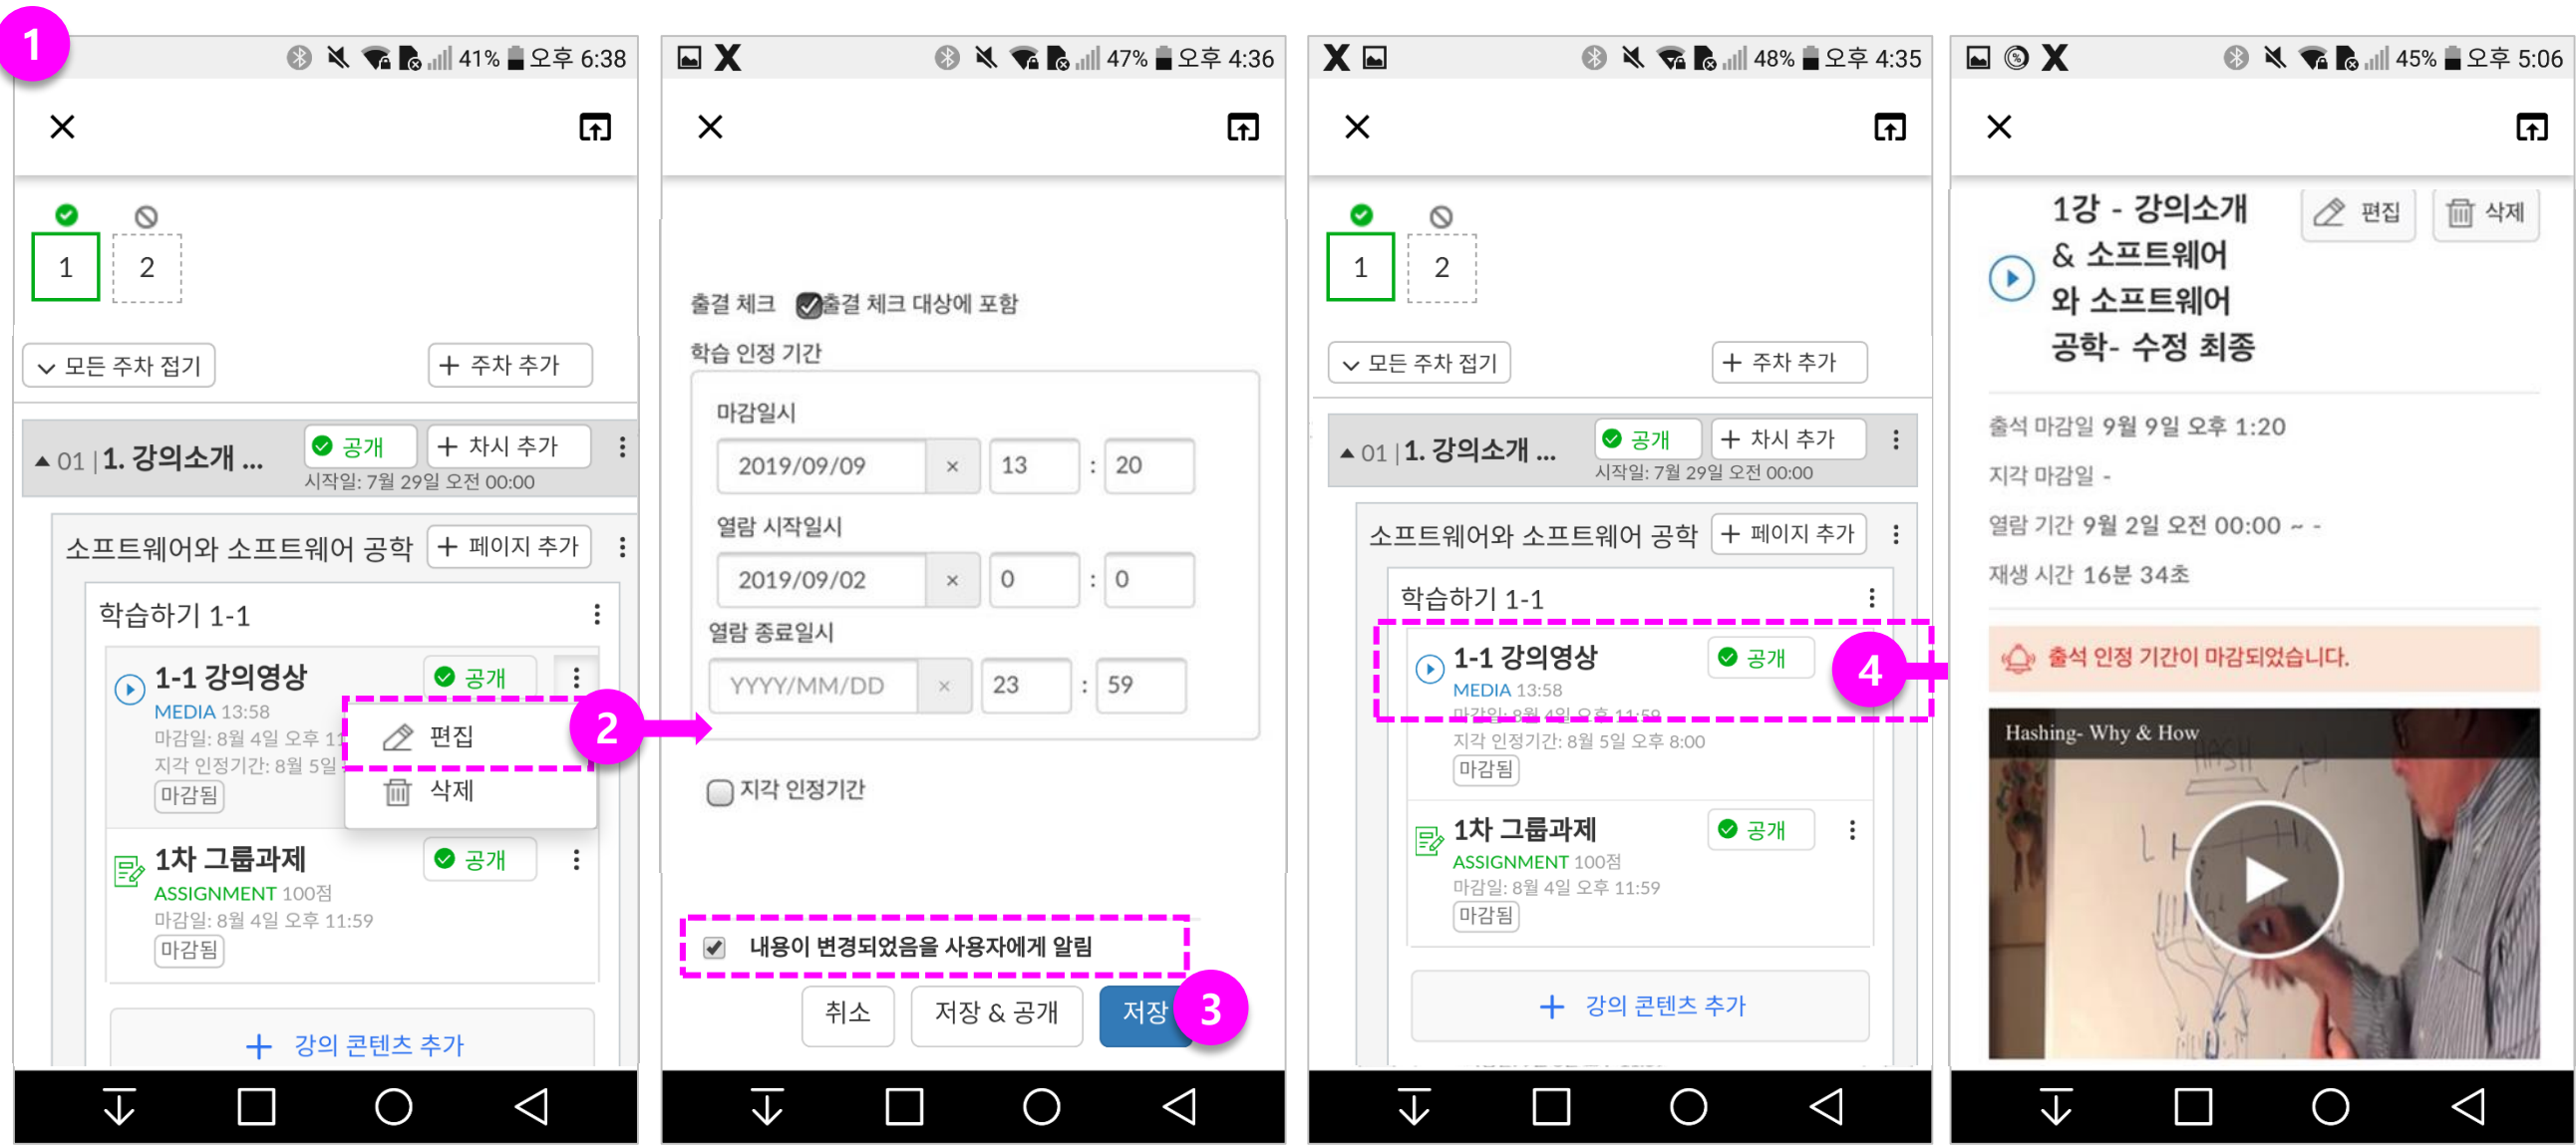 1
41% 오후 6:38
1
2
모든 주차 접기
+ 주차 추가
01 | 1. 강의소개 ...
공개
+ 차시 추가
시작일: 7월 29일 오전 00:00
소프트웨어와 소프트웨어 공학
+ 페이지 추가
학습하기 1-1
1-1 강의영상
공개
MEDIA 13:58
마감일: 8월 4일 오후 11
지각 인정기간: 8월 5일
마감됨
편집
삭제
2
1차 그룹과제
공개
ASSIGNMENT 100점
마감일: 8월 4일 오후 11:59
마감됨
+ 강의 콘텐츠 추가
47% 오후 4:36
출결 체크 출결 체크 대상에 포함
학습 인정 기간
마감일시
2019/09/09 × 13 : 20
열람 시작일시
2019/09/02 × 0 : 0
열람 종료일시
YYYY/MM/DD × 23 : 59
지각 인정기간
내용이 변경되었음을 사용자에게 알림
취소
저장 & 공개
저장
3
48% 오후 4:35
1
2
모든 주차 접기
+ 주차 추가
01 | 1. 강의소개 ...
공개
+ 차시 추가
시작일: 7월 29일 오전 00:00
소프트웨어와 소프트웨어 공학
+ 페이지 추가
학습하기 1-1
1-1 강의영상
공개
4
MEDIA 13:58
마감일: 8월 4일 오후 11:59
지각 인정기간: 8월 5일 오후 8:00
마감됨
1차 그룹과제
공개
ASSIGNMENT 100점
마감일: 8월 4일 오후 11:59
마감됨
+ 강의 콘텐츠 추가
45% 오후 5:06
1강 - 강의소개
& 소프트웨어
와 소프트웨어
공학- 수정 최종
편집
삭제
출석 마감일 9월 9일 오후 1:20
지각 마감일 -
열람 기간 9월 2일 오전 00:00 ~ -
재생 시간 16분 34초
출석 인정 기간이 마감되었습니다.
Hashing- Why & How
HASH